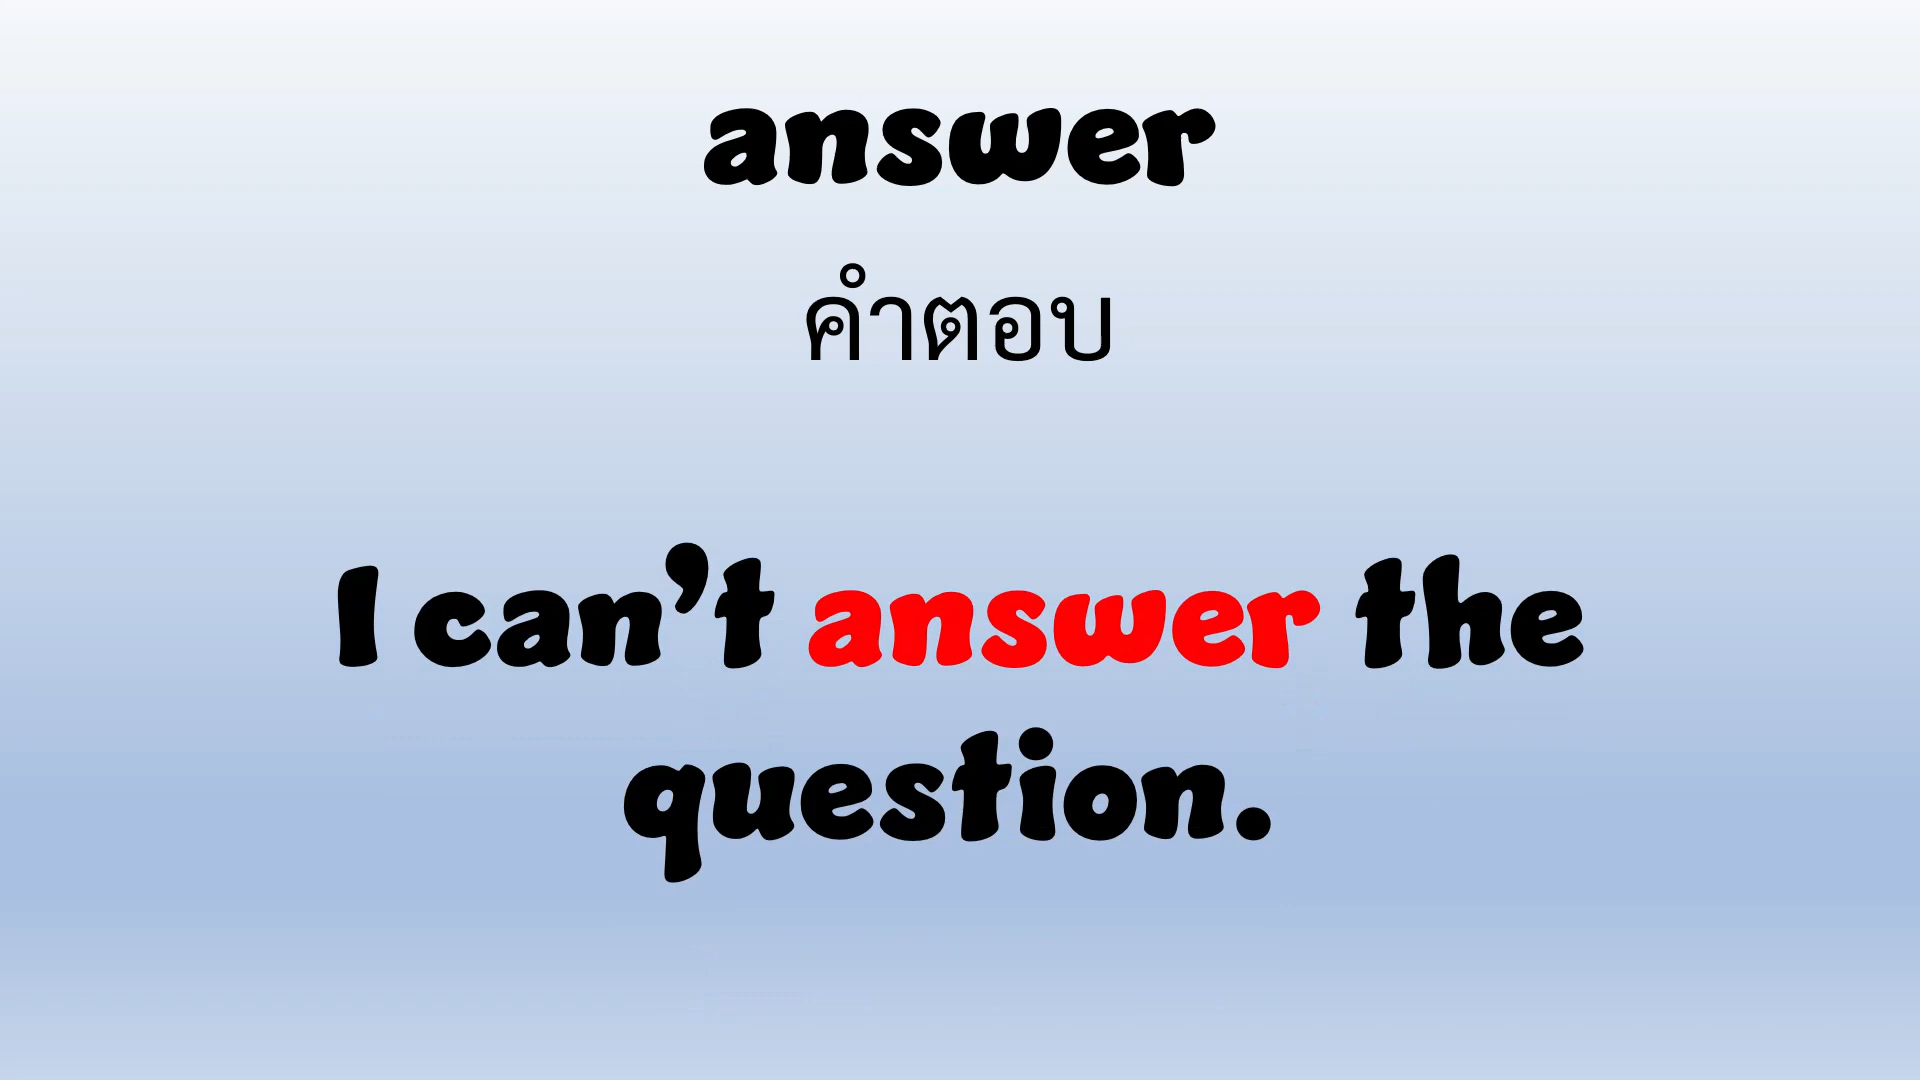 answer
คำตอบ
I can’t answer the
question.